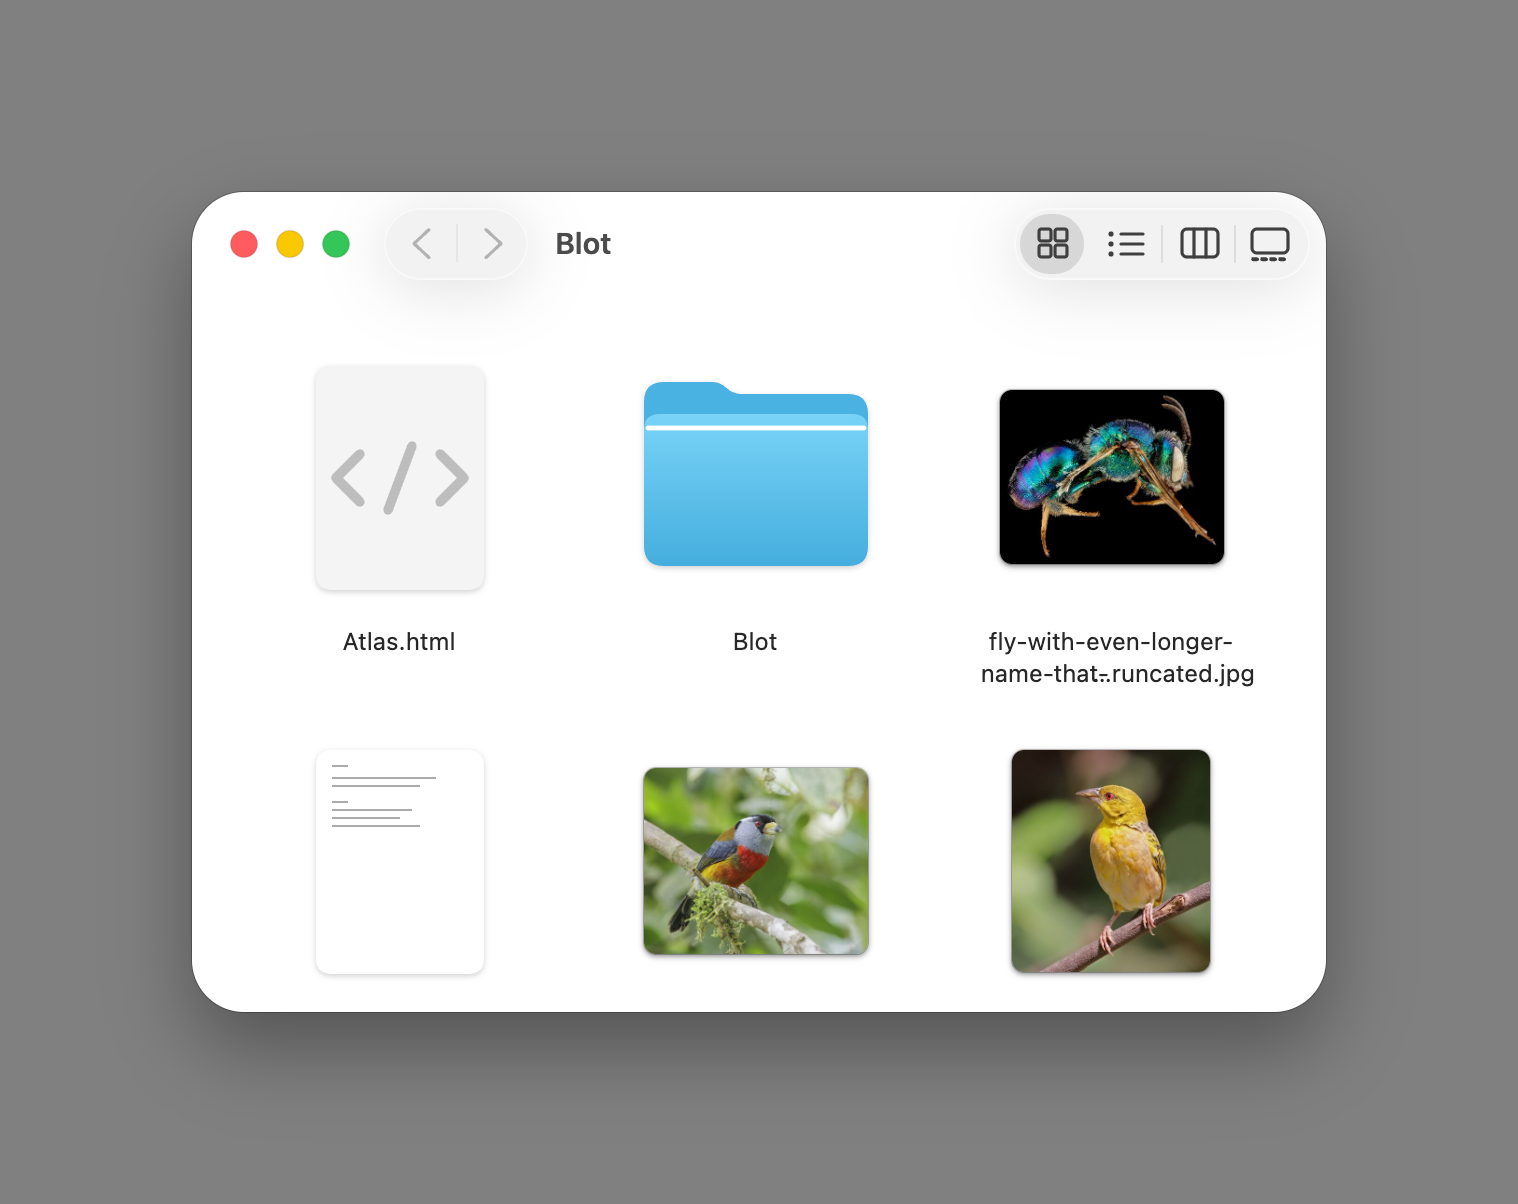 Blot
Atlas.html
Blot
fly-with-even-longer-
name-that-…runcated.jpg